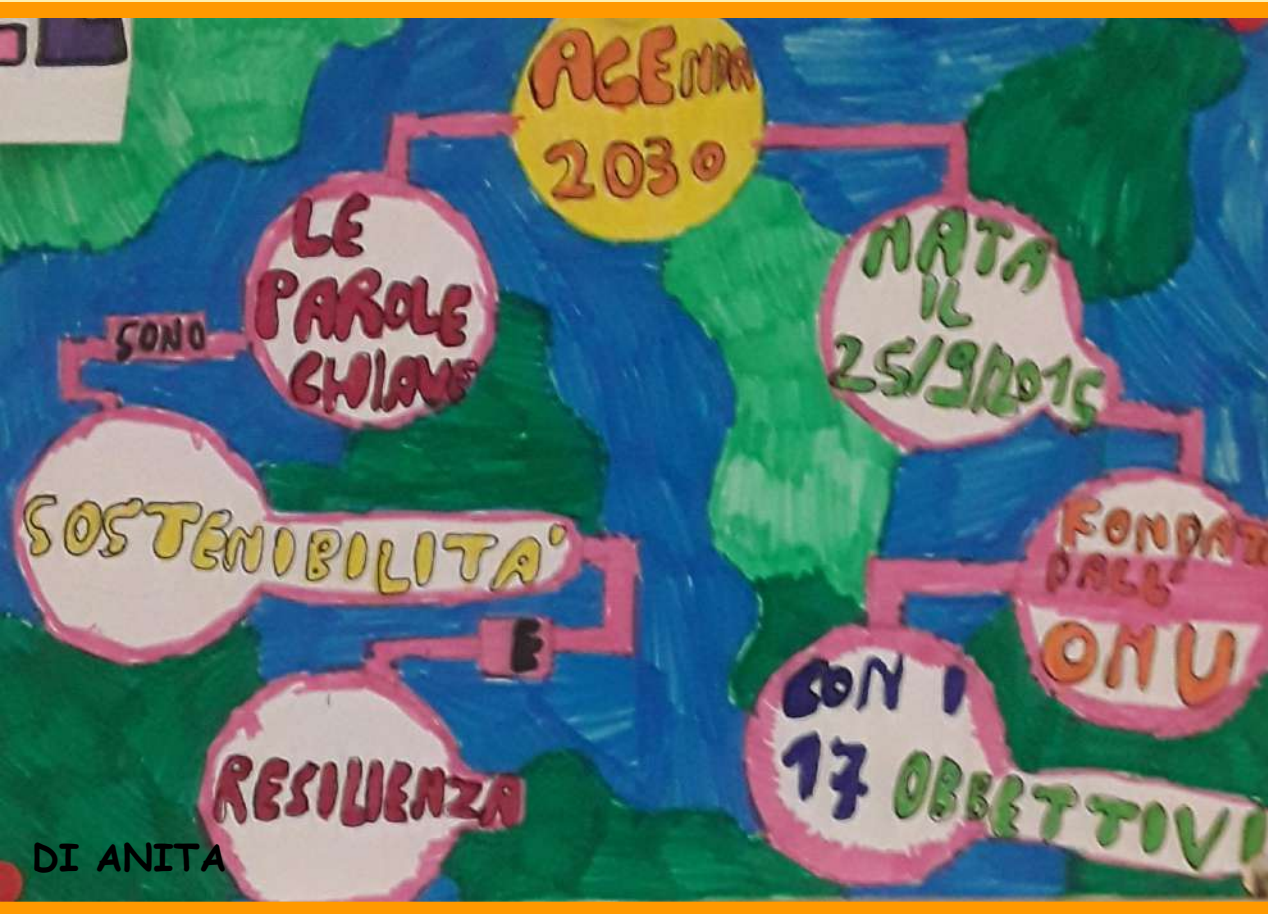 AGENDA
2030
LE
PAROLE
CHIAVE
SONO
SOSTENIBILITA'
E
RESILIENZA
NATA
IL
25/9/2015
FONDAT
DALL'
ONU
CON I
17 OBBETTIVI
DI ANITA